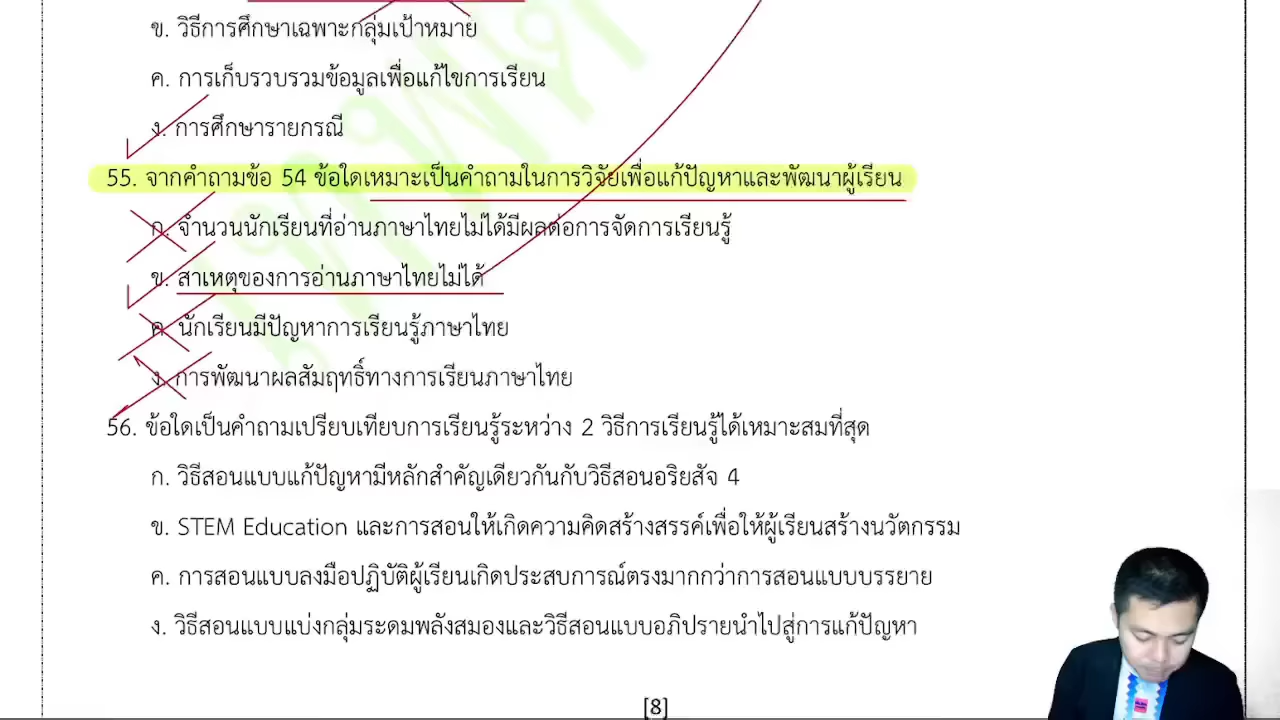 ข. วิธีการศึกษาเฉพาะกลุ่มเป้าหมาย
ค. การเก็บรวบรวมข้อมูลเพื่อแก้ไขการเรียน
ง. การศึกษารายกรณี
55. จากคำถามข้อ 54 ข้อใดเหมาะเป็นคำถามในการวิจัยเพื่อแก้ปัญหาและพัฒนาผู้เรียน
ก. จำนวนนักเรียนที่อ่านภาษาไทยไม่ได้มีผลต่อการจัดการเรียนรู้
ข. สาเหตุของการอ่านภาษาไทยไม่ได้
ค. นักเรียนมีปัญหาการเรียนรู้ภาษาไทย
ง. การพัฒนาผลสัมฤทธิ์ทางการเรียนภาษาไทย
56. ข้อใดเป็นคำถามเปรียบเทียบการเรียนรู้ระหว่าง 2 วิธีการเรียนรู้ได้เหมาะสมที่สุด
ก. วิธีสอนแบบแก้ปัญหามีหลักสำคัญเดียวกันกับวิธีสอนอริยสัจ 4
ข. STEM Education และการสอนให้เกิดความคิดสร้างสรรค์เพื่อให้ผู้เรียนสร้างนวัตกรรม
ค. การสอนแบบลงมือปฏิบัติผู้เรียนเกิดประสบการณ์ตรงมากกว่าการสอนแบบบรรยาย
ง. วิธีสอนแบบแบ่งกลุ่มระดมพลังสมองและวิธีสอนแบบอภิปรายนำไปสู่การแก้ปัญหา
[8]